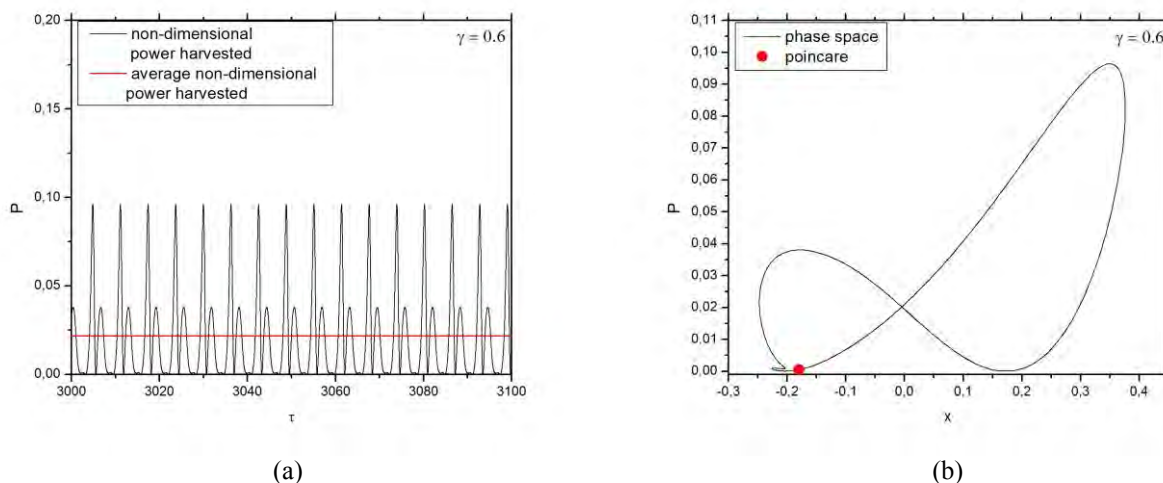 0,20
0,15
0,10
0,05
0,00
P
non-dimensional
power harvested
average non-dimensional
power harvested
γ = 0.6
3000 3020 3040 3060 3080 3100
τ
(a)
0,11
0,10
0,09
0,08
0,07
0,06
0,05
0,04
0,03
0,02
0,01
0,00
P
phase space
poincare
γ = 0.6
-0,3 -0,2 -0,1 0,0 0,1 0,2 0,3 0,4
x
(b)